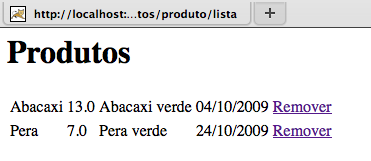 http://localhost:...tos/produto/lista
Produtos
Abacaxi 13.0 Abacaxi verde 04/10/2009 Remover
Pera 7.0 Pera verde 24/10/2009 Remover